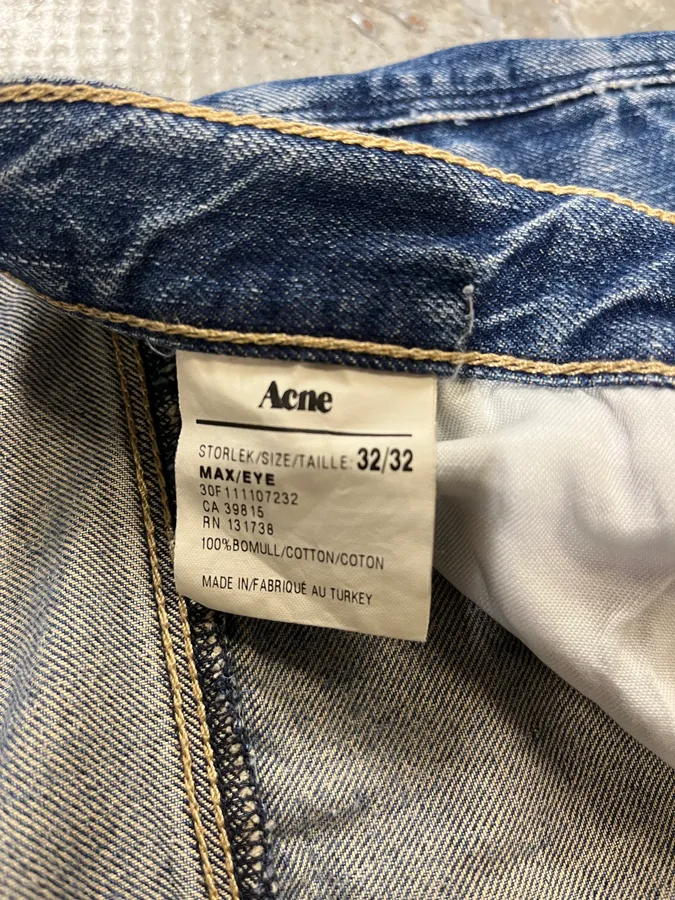 Acne
STORLEK/SIZE/TAILLE: 32/32
MAX/EYE
30F111107232
CA 39815
RN 131738
100%BOMULL/COTTON/COTON
MADE IN/FABRIQUÉ AU TURKEY